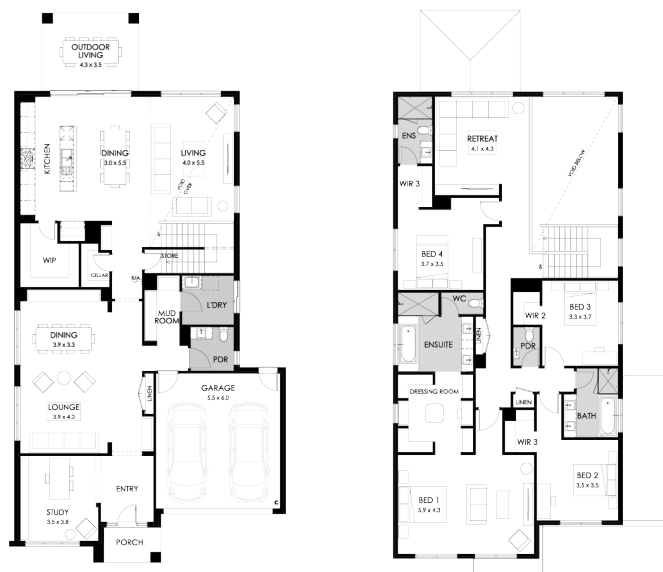 OUTDOOR
LIVING
4.3 x 3.5
KITCHEN
DINING
3.0 x 5.5
LIVING
4.0 x 5.5
VOID
OVER
WIP
CELLAR
R/A
STORE
MUD
ROOM
L'DRY
PDR
DINING
3.9 x 3.3
LOUNGE
3.9 x 4.0
LINEN
GARAGE
5.5 x 6.0
STUDY
3.5 x 3.8
ENTRY
PORCH
C
ENS
RETREAT
4.1 x 4.3
VOID BELOW
WIR 3
BED 4
3.7 x 3.5
WC
ENSUITE
LINEN
WIR 2
BED 3
3.3 x 3.7
PDR
DRESSING ROOM
LINEN
BATH
WIR 3
BED 1
5.9 x 4.3
BED 2
3.5 x 3.5